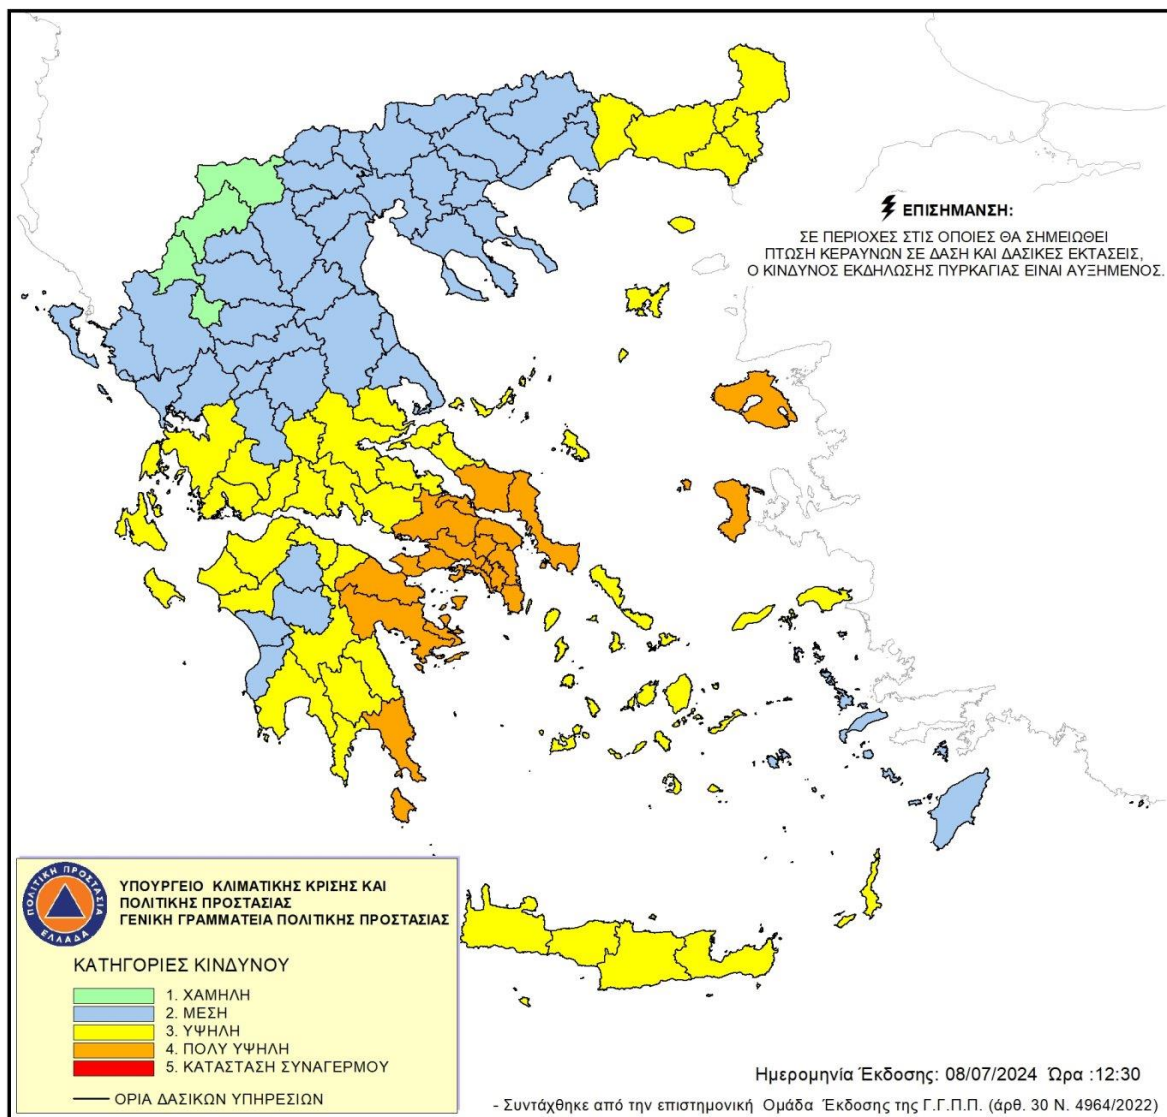 ΕΠΙΣΗΜΑΝΣΗ:
ΣΕ ΠΕΡΙΟΧΕΣ ΣΤΙΣ ΟΠΟΙΕΣ ΘΑ ΣΗΜΕΙΩΘΕΙ
ΠΤΩΣΗ ΚΕΡΑΥΝΩΝ ΣΕ ΔΑΣΗ ΚΑΙ ΔΑΣΙΚΕΣ ΕΚΤΑΣΕΙΣ,
Ο ΚΙΝΔΥΝΟΣ ΕΚΔΗΛΩΣΗΣ ΠΥΡΚΑΓΙΑΣ ΕΙΝΑΙ ΑΥΞΗΜΕΝΟΣ.
ΠΟΛΙΤΙΚΗ ΠΡΟΣΤΑΣΙΑ
ΕΛΛΑΔΑ
ΥΠΟΥΡΓΕΙΟ ΚΛΙΜΑΤΙΚΗΣ ΚΡΙΣΗΣ ΚΑΙ
ΠΟΛΙΤΙΚΗΣ ΠΡΟΣΤΑΣΙΑΣ
ΓΕΝΙΚΗ ΓΡΑΜΜΑΤΕΙΑ ΠΟΛΙΤΙΚΗΣ ΠΡΟΣΤΑΣΙΑΣ
ΚΑΤΗΓΟΡΙΕΣ ΚΙΝΔΥΝΟΥ
1. ΧΑΜΗΛΗ
2. ΜΕΣΗ
3. ΥΨΗΛΗ
4. ΠΟΛΥ ΥΨΗΛΗ
5. ΚΑΤΑΣΤΑΣΗ ΣΥΝΑΓΕΡΜΟΥ
ΟΡΙΑ ΔΑΣΙΚΩΝ ΥΠΗΡΕΣΙΩΝ
Ημερομηνία Έκδοσης: 08/07/2024 Ώρα :12:30
- Συντάχθηκε από την επιστημονική Ομάδα Έκδοσης της Γ.Γ.Π.Π. (άρθ. 30 Ν. 4964/2022)